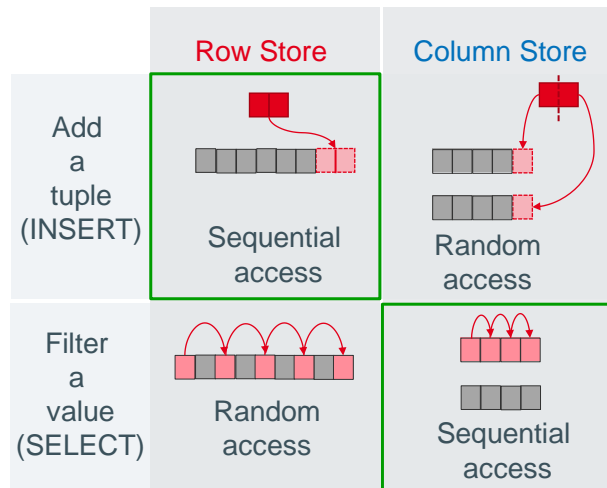 Row Store
Column Store
Add
a
tuple
(INSERT)
Sequential
access
Random
access
Filter
a
value
(SELECT)
Random
access
Sequential
access